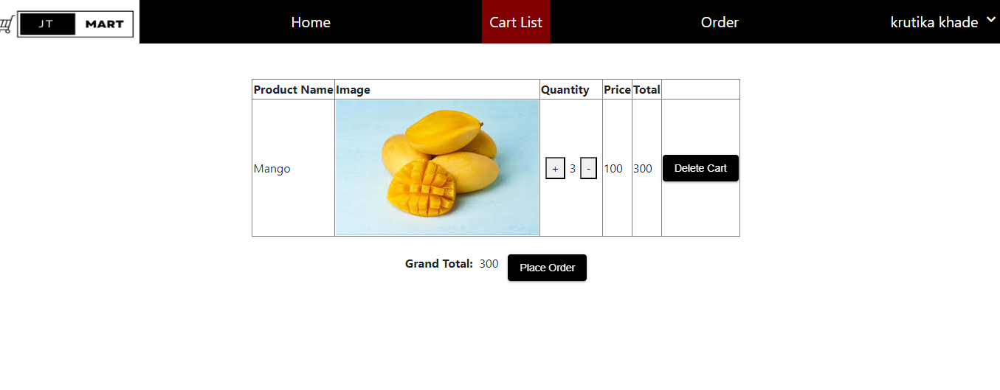 JT MART Home Cart List Order krutika khade
Product Name Image Quantity Price Total
Mango + 3 - 100 300 Delete Cart
Grand Total: 300 Place Order